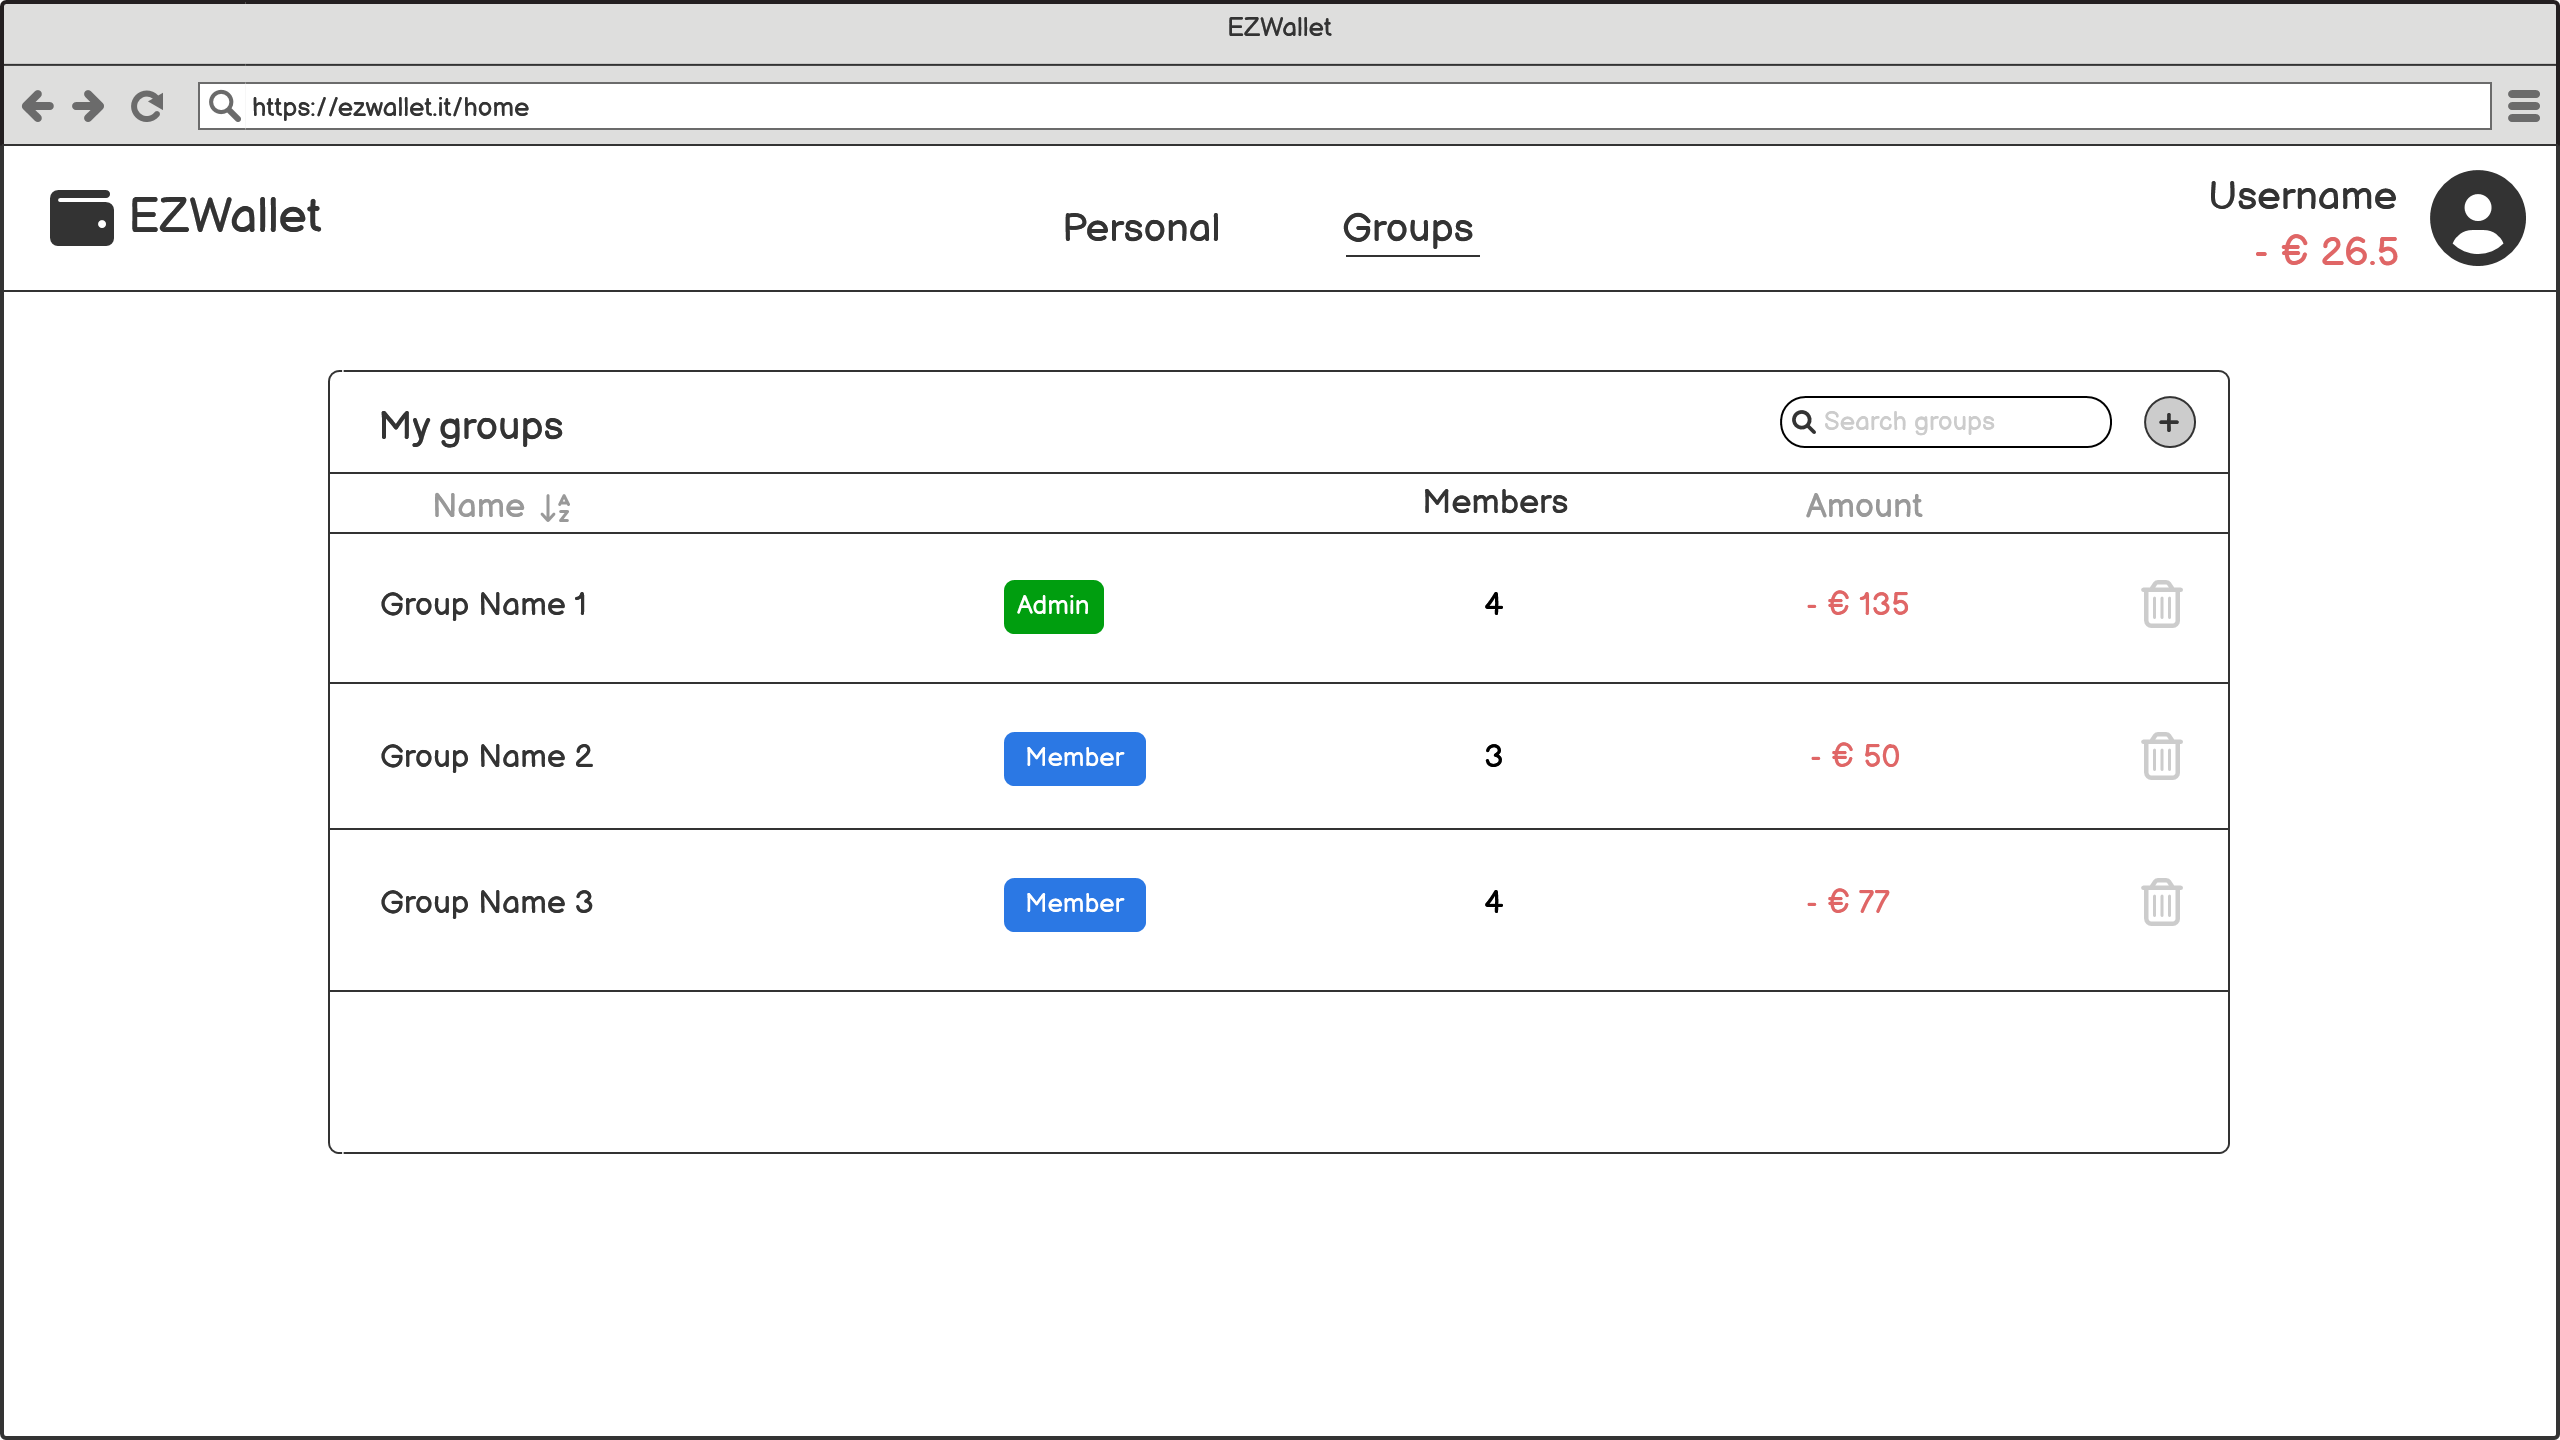 EZWallet
https://ezwallet.it/home
EZWallet
Personal Groups
Username
- € 26.5
My groups
Search groups
+
Name A Z Members Amount
Group Name 1 Admin 4 - € 135
Group Name 2 Member 3 - € 50
Group Name 3 Member 4 - € 77